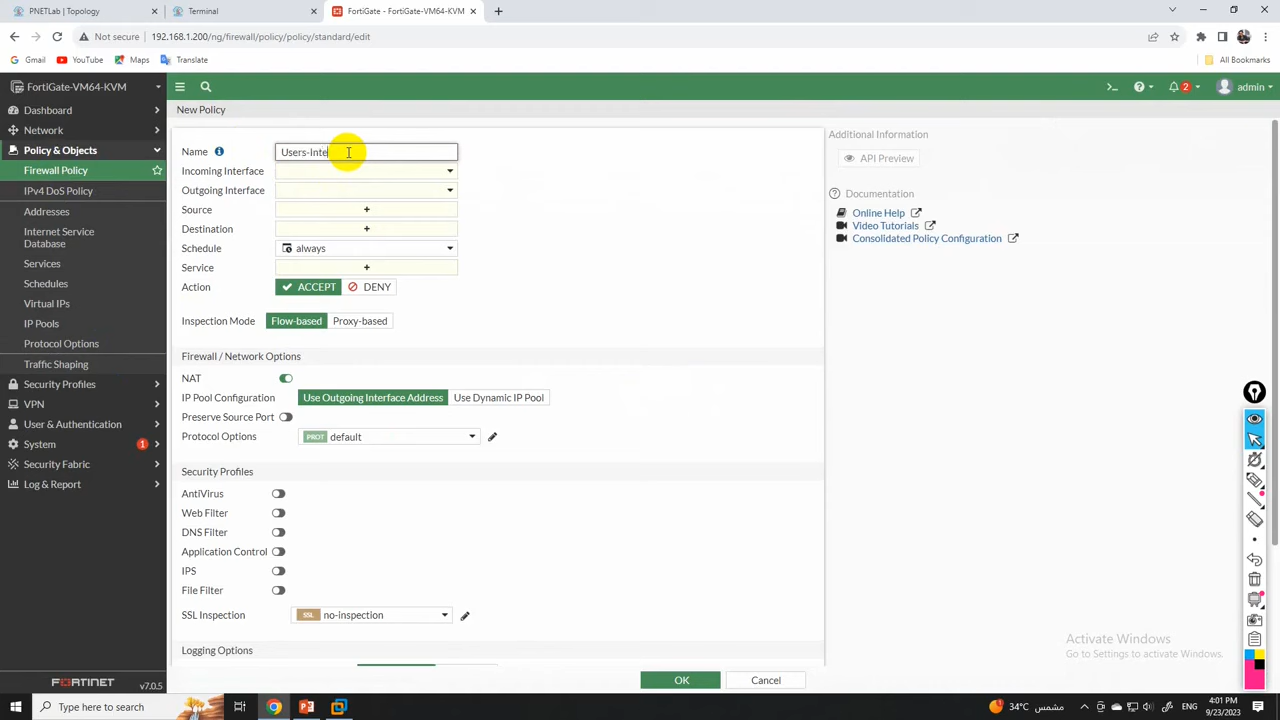 PNETLab | Topology
Terminal
FortiGate - FortiGate-VM64-KVM
Not secure 192.168.1.200/ng/firewall/policy/policy/standard/edit
Gmail YouTube Maps Translate All Bookmarks
FortiGate-VM64-KVM
2 admin
Dashboard
Network
Policy & Objects
Firewall Policy
IPv4 DoS Policy
Addresses
Internet Service
Database
Services
Schedules
Virtual IPs
IP Pools
Protocol Options
Traffic Shaping
Security Profiles
VPN
User & Authentication
System 1
Security Fabric
Log & Report
FORTINET v7.0.5
New Policy
Name Users-Inte
Incoming Interface
Outgoing Interface
Source +
Destination +
Schedule always
Service +
Action ACCEPT DENY
Inspection Mode Flow-based Proxy-based
Firewall / Network Options
NAT
IP Pool Configuration Use Outgoing Interface Address Use Dynamic IP Pool
Preserve Source Port
Protocol Options PROT default
Security Profiles
AntiVirus
Web Filter
DNS Filter
Application Control
IPS
File Filter
SSL Inspection SSL no-inspection
Logging Options
OK Cancel
Additional Information
API Preview
Documentation
Online Help
Video Tutorials
Consolidated Policy Configuration
Activate Windows
Go to Settings to activate Windows.
Type here to search
34°C مشمس
4:01 PM
9/23/2023